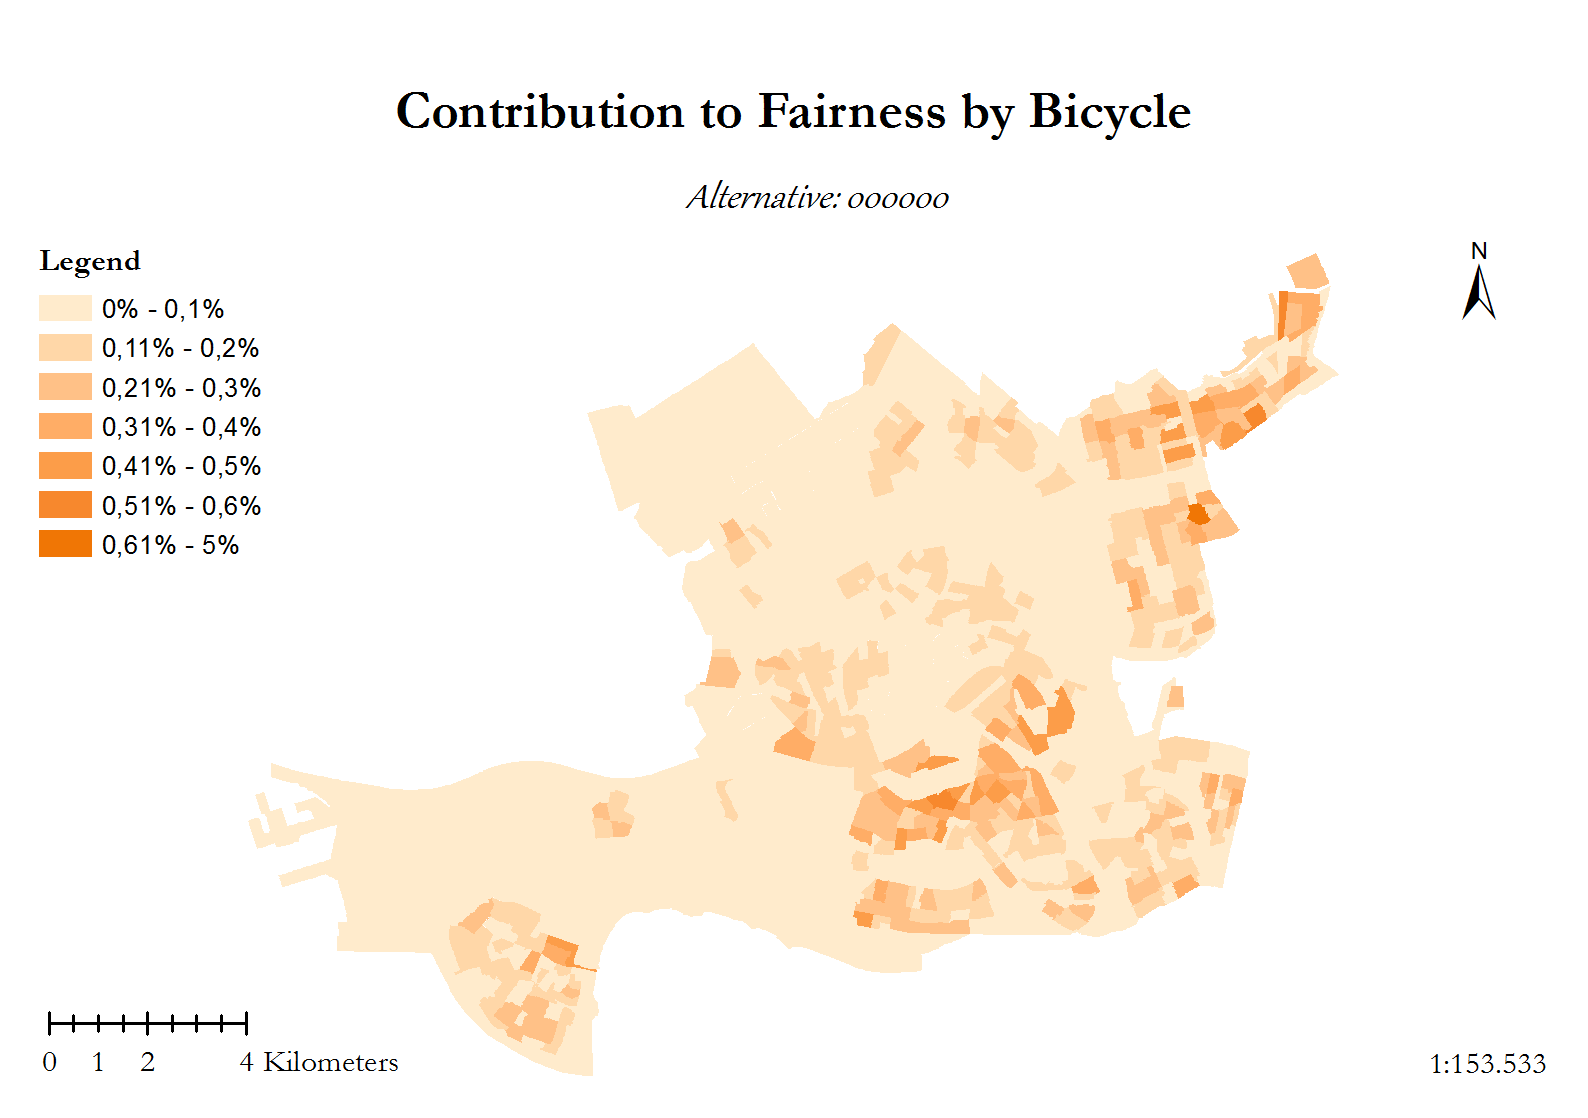 Contribution to Fairness by Bicycle
Alternative: 000000
Legend
0% - 0,1%
0,11% - 0,2%
0,21% - 0,3%
0,31% - 0,4%
0,41% - 0,5%
0,51% - 0,6%
0,61% - 5%
N
0 1 2 4 Kilometers
1:153.533